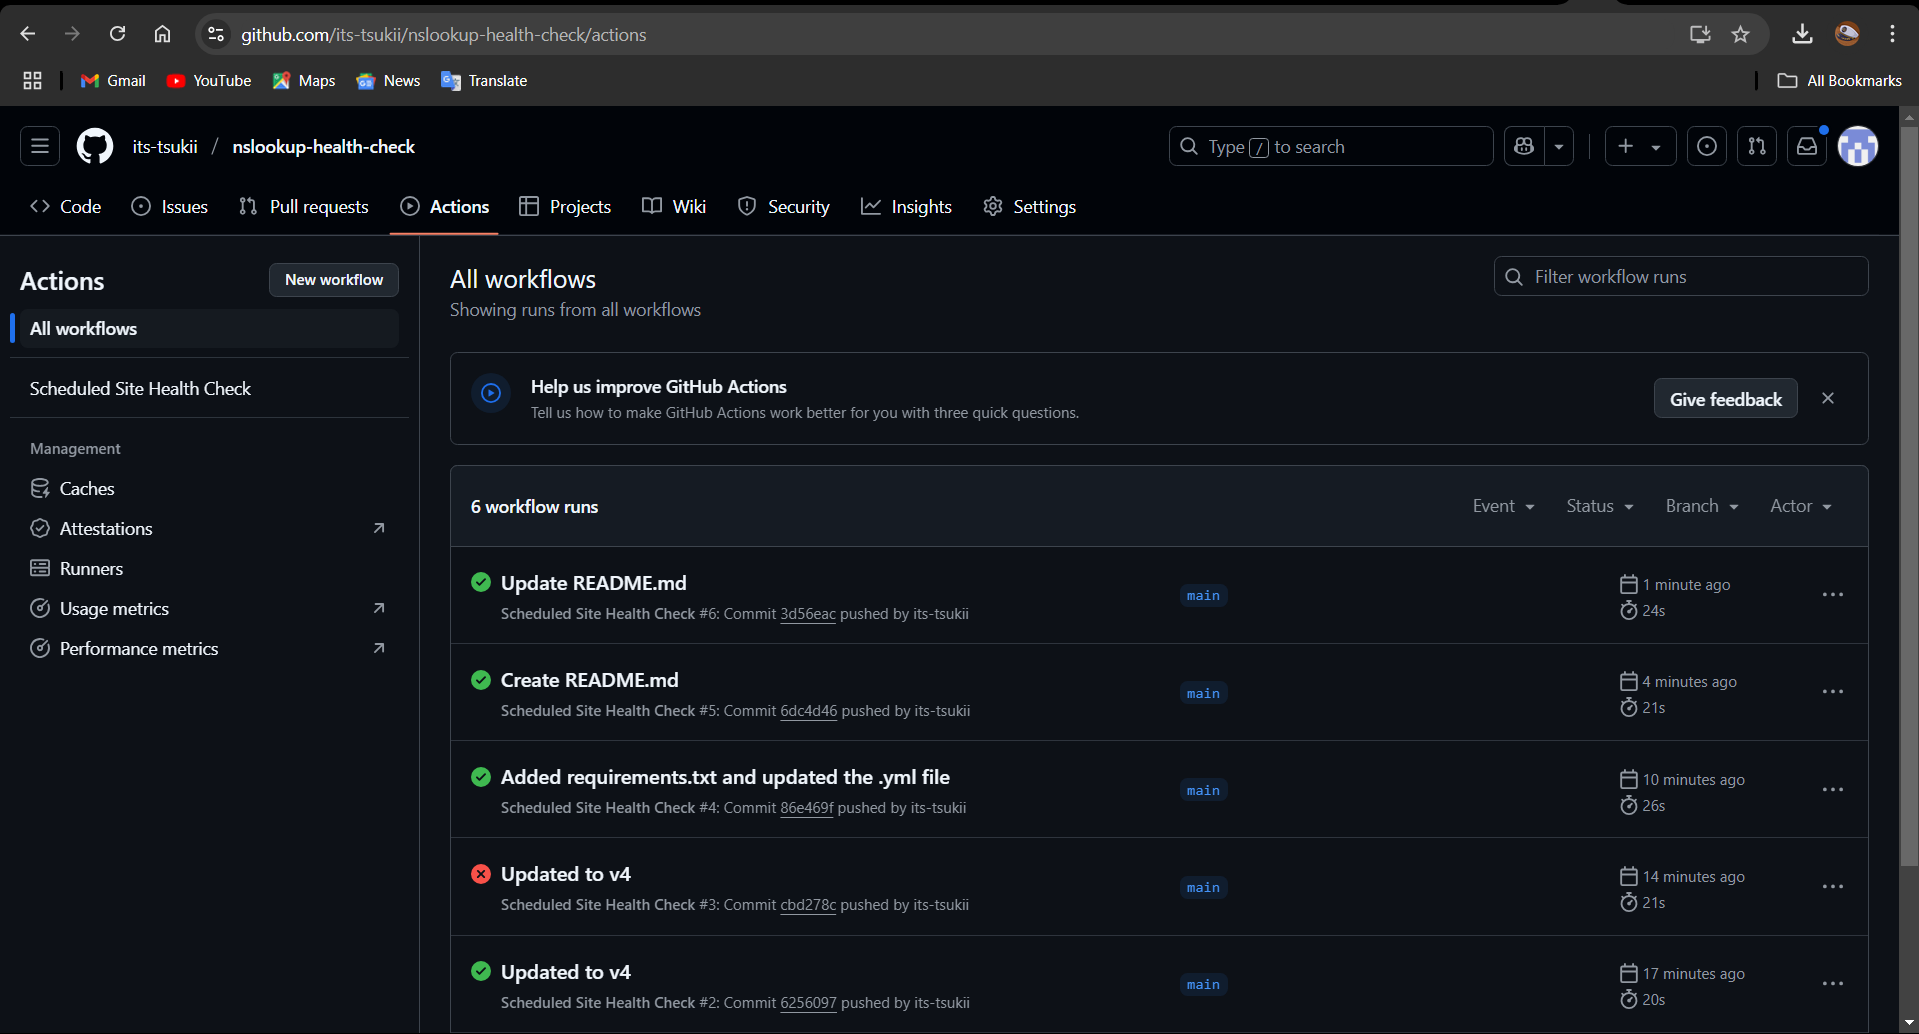 github.com/its-tsukii/nslookup-health-check/actions
Gmail YouTube Maps News Translate All Bookmarks
its-tsukii / nslookup-health-check Type / to search
Code Issues Pull requests Actions Projects Wiki Security Insights Settings
Actions
New workflow
All workflows
Scheduled Site Health Check
Management
Caches
Attestations
Runners
Usage metrics
Performance metrics
All workflows
Showing runs from all workflows
Filter workflow runs
Help us improve GitHub Actions
Tell us how to make GitHub Actions work better for you with three quick questions.
Give feedback
6 workflow runs Event Status Branch Actor
Update README.md
Scheduled Site Health Check #6: Commit 3d56eac pushed by its-tsukii
main
1 minute ago
24s
Create README.md
Scheduled Site Health Check #5: Commit 6dc4d46 pushed by its-tsukii
main
4 minutes ago
21s
Added requirements.txt and updated the .yml file
Scheduled Site Health Check #4: Commit 86e469f pushed by its-tsukii
main
10 minutes ago
26s
Updated to v4
Scheduled Site Health Check #3: Commit cbd278c pushed by its-tsukii
main
14 minutes ago
21s
Updated to v4
Scheduled Site Health Check #2: Commit 6256097 pushed by its-tsukii
main
17 minutes ago
20s